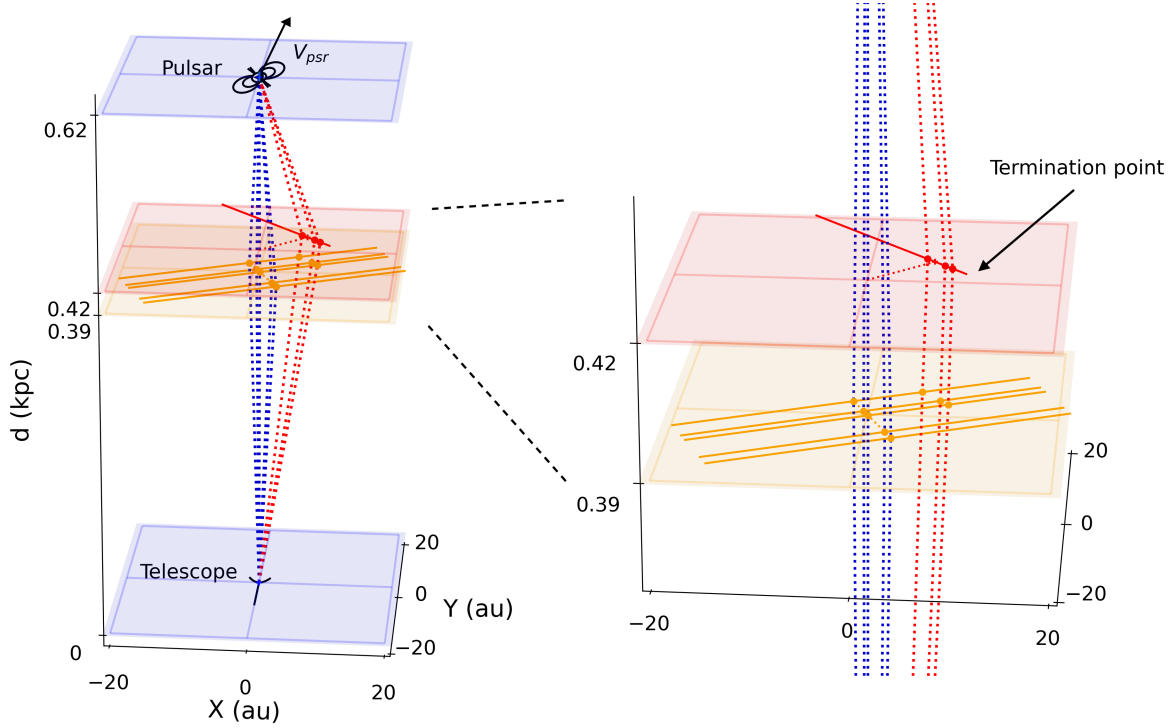 Pulsar
V_psr
0.62
0.42
0.39
d (kpc)
Telescope
20
0
Y (au)
−20
0
−20
0
20
X (au)
Termination point
0.42
0.39
20
0
−20
−20
0
20